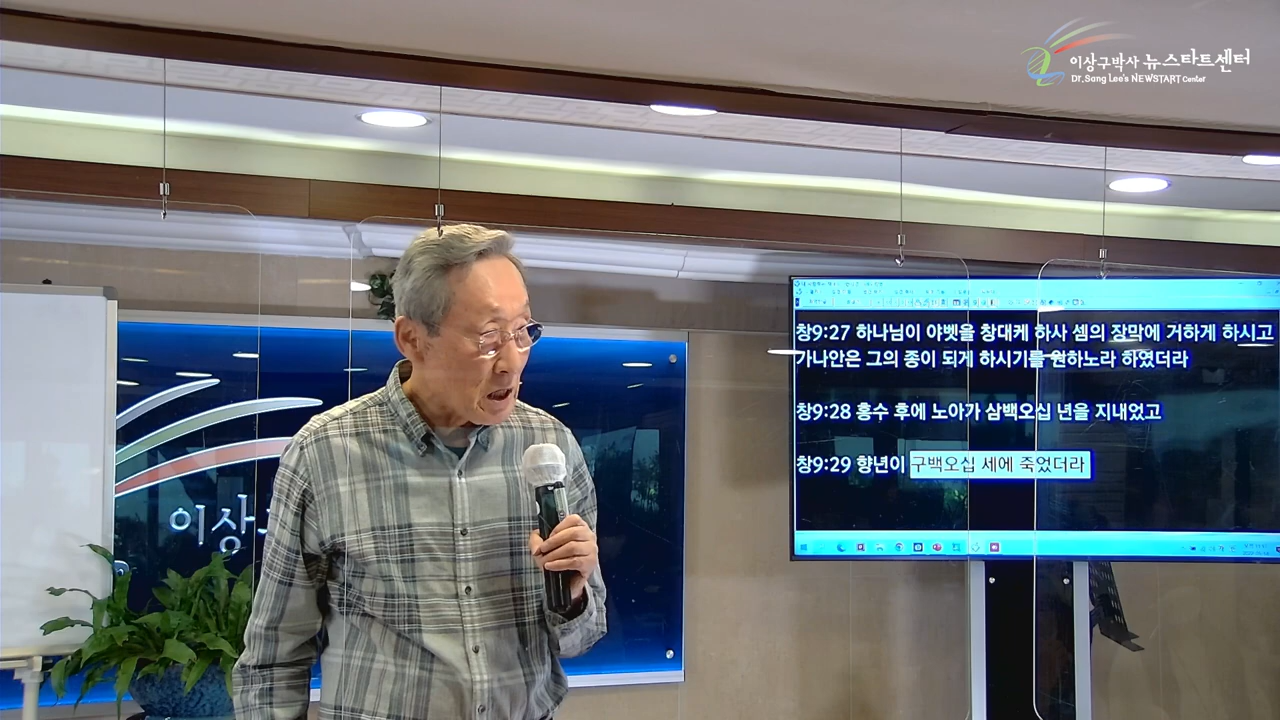 이상구박사 뉴스타트센터
Dr. Sang Lee's NEWSTART Center
창9:27 하나님이 야벳을 창대케 하사 셈의 장막에 거하게 하시고
가나안은 그의 종이 되게 하시기를 원하노라 하였더라
창9:28 홍수 후에 노아가 삼백오십 년을 지내었고
창9:29 향년이 구백오십 세에 죽었더라
이상